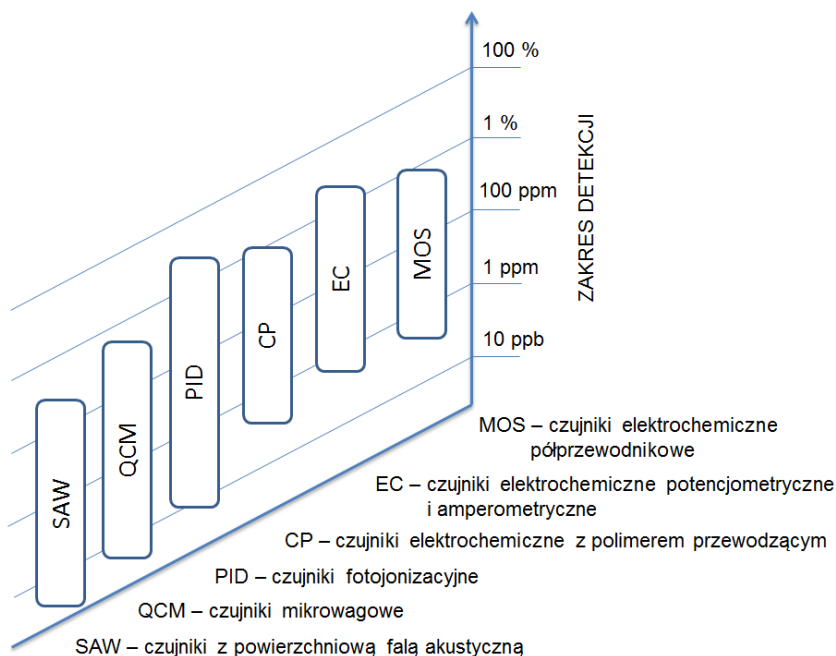 100 %
1 %
100 ppm
1 ppm
10 ppb
ZAKRES DETEKCJI
MOS
EC
CP
PID
QCM
SAW
MOS – czujniki elektrochemiczne
półprzewodnikowe
EC – czujniki elektrochemiczne potencjometryczne
i amperometryczne
CP – czujniki elektrochemiczne z polimerem przewodzącym
PID – czujniki fotojonizacyjne
QCM – czujniki mikrowagowe
SAW – czujniki z powierzchniową falą akustyczną